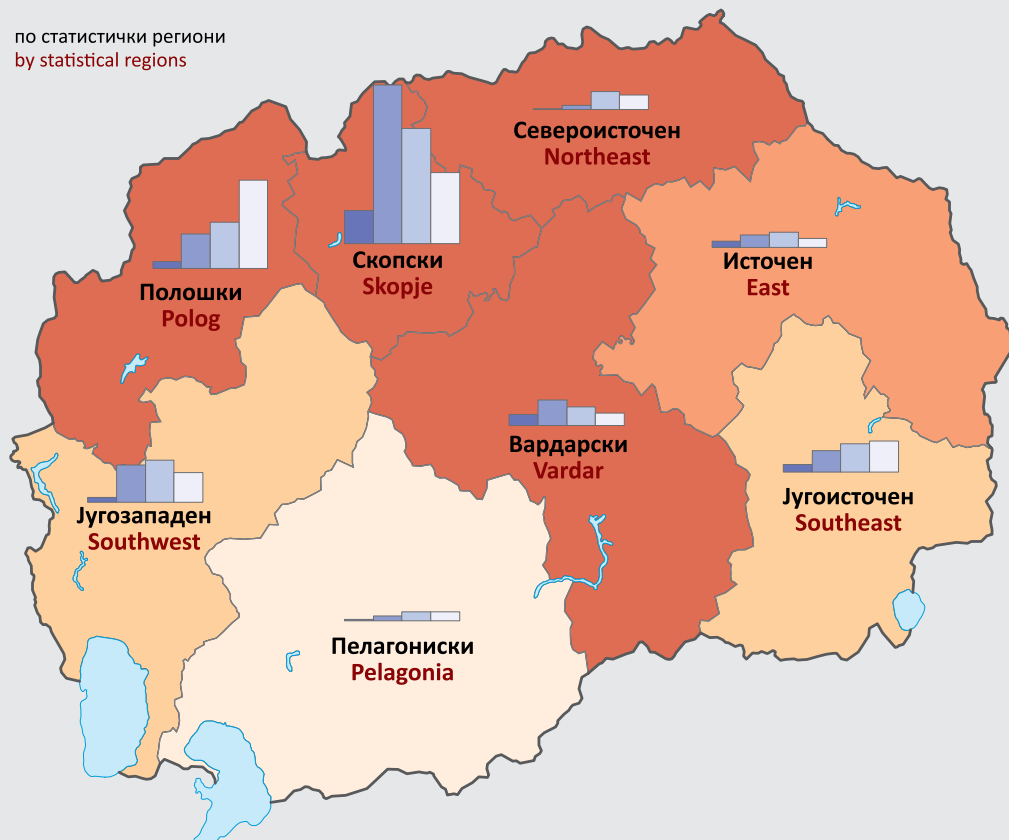 по статистички региони
by statistical regions
Североисточен
Northeast
Скопски
Skopje
Источен
East
Полошки
Polog
Вардарски
Vardar
Југоисточен
Southeast
Југозападен
Southwest
Пелагониски
Pelagonia